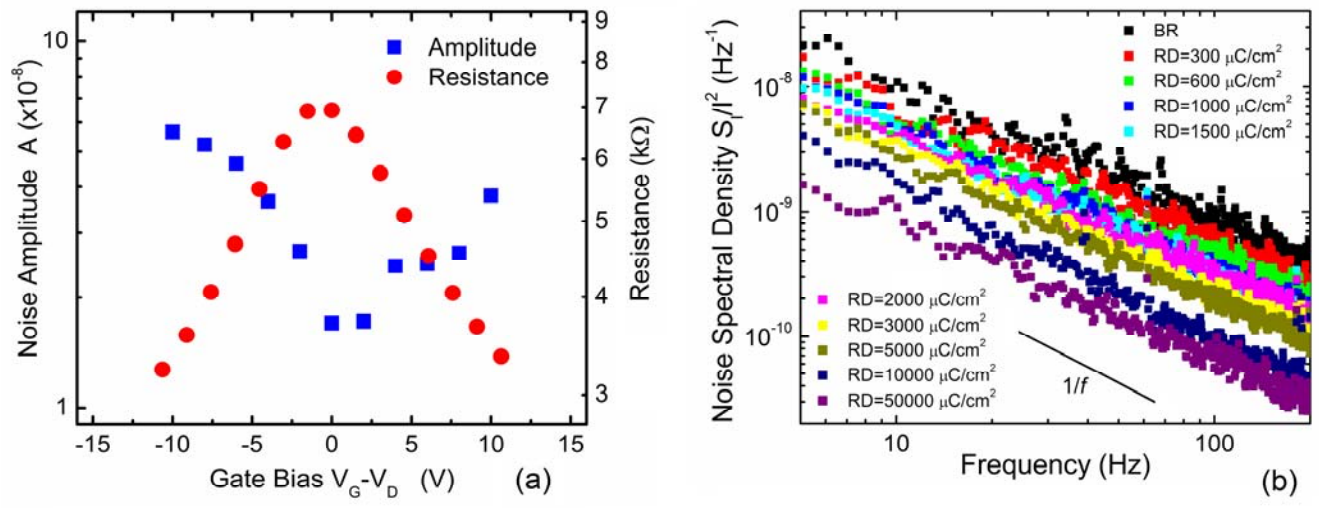 10
1
Noise Amplitude A (x10⁻⁸)
Amplitude
Resistance
9
8
7
6
5
4
3
Resistance (kΩ)
-15 -10 -5 0 5 10 15
Gate Bias V_G-V_D (V)
(a)
Noise Spectral Density S_I/I² (Hz⁻¹)
10⁻⁸
10⁻⁹
10⁻¹⁰
BR
RD=300 μC/cm²
RD=600 μC/cm²
RD=1000 μC/cm²
RD=1500 μC/cm²
RD=2000 μC/cm²
RD=3000 μC/cm²
RD=5000 μC/cm²
RD=10000 μC/cm²
RD=50000 μC/cm²
1/f
10 100
Frequency (Hz)
(b)